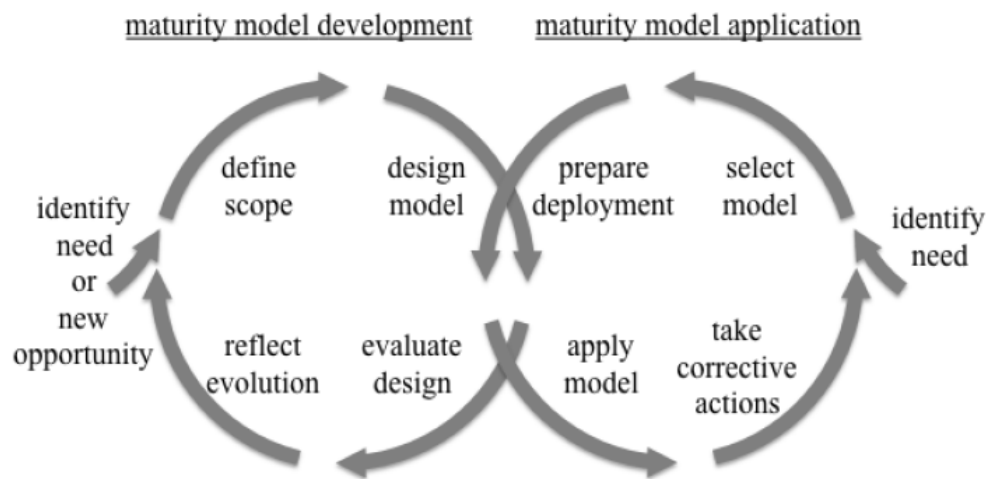 maturity model development
maturity model application
define
scope
design
model
prepare
deployment
select
model
identify
need
or
new
opportunity
identify
need
reflect
evolution
evaluate
design
apply
model
take
corrective
actions